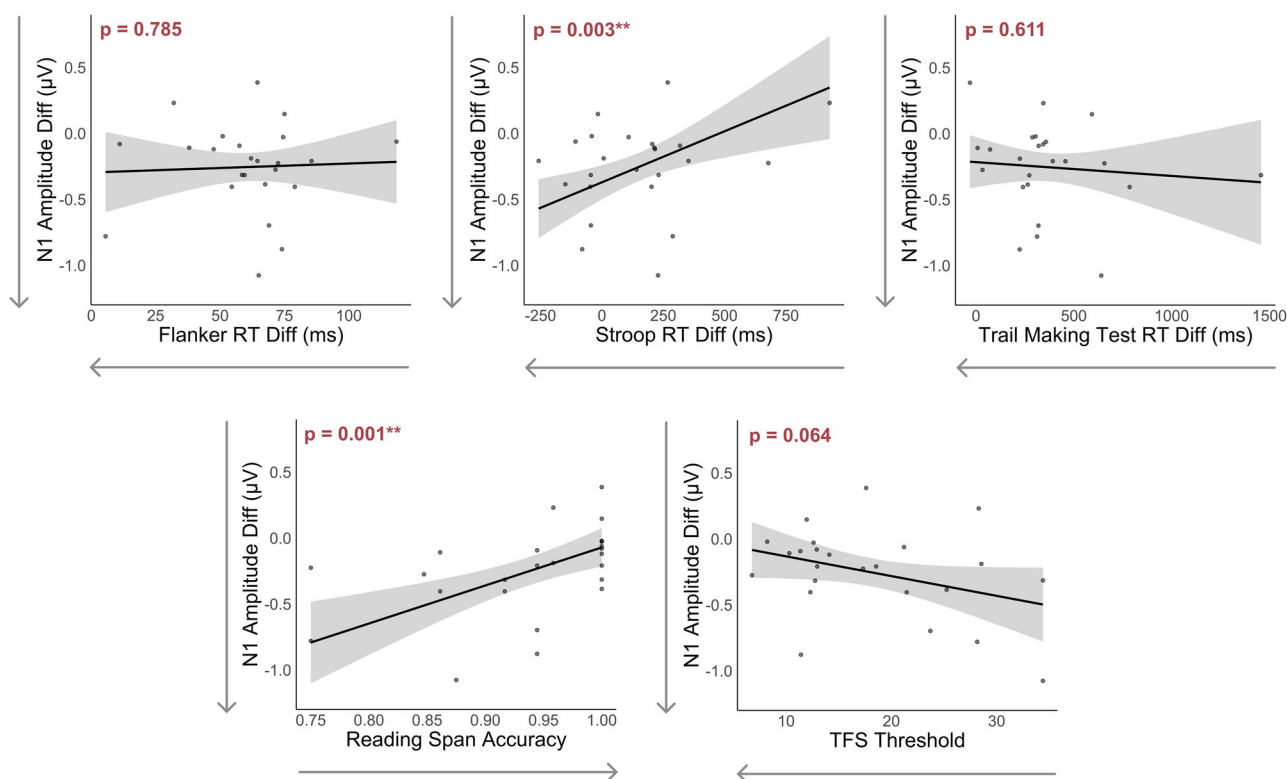 p = 0.785
N1 Amplitude Diff (µV)
0.5
0.0
-0.5
-1.0
0 25 50 75 100
Flanker RT Diff (ms)
p = 0.003**
N1 Amplitude Diff (µV)
0.5
0.0
-0.5
-1.0
-250 0 250 500 750
Stroop RT Diff (ms)
p = 0.611
N1 Amplitude Diff (µV)
0.5
0.0
-0.5
-1.0
0 500 1000 1500
Trail Making Test RT Diff (ms)
p = 0.001**
N1 Amplitude Diff (µV)
0.5
0.0
-0.5
-1.0
0.75 0.80 0.85 0.90 0.95 1.00
Reading Span Accuracy
p = 0.064
N1 Amplitude Diff (µV)
0.5
0.0
-0.5
-1.0
10 20 30
TFS Threshold